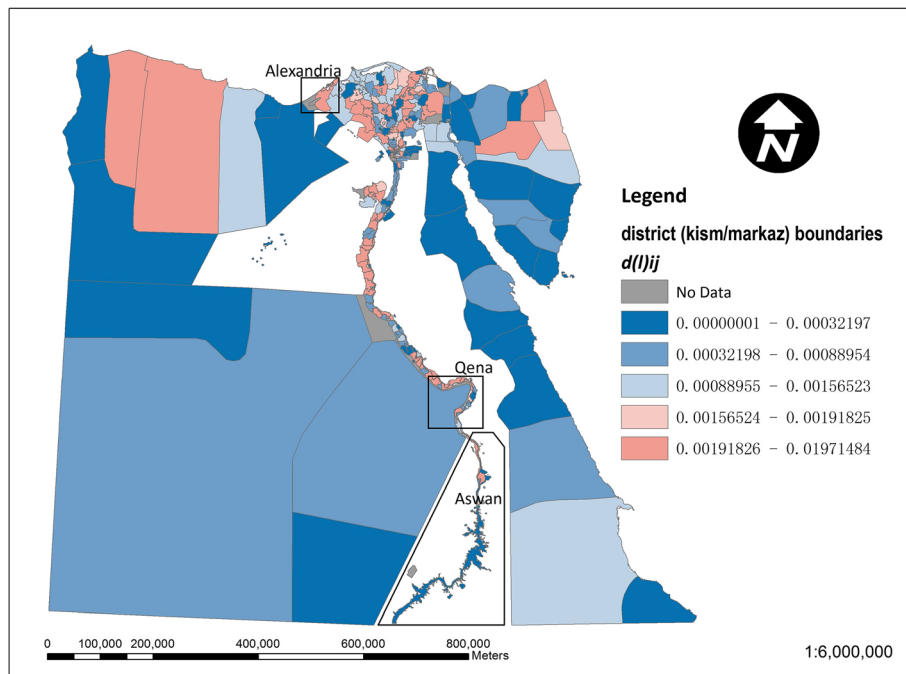 Alexandria
N
Legend
district (kism/markaz) boundaries
d(I)ij
No Data
0.00000001 - 0.00032197
0.00032198 - 0.00088954
0.00088955 - 0.00156523
0.00156524 - 0.00191825
0.00191826 - 0.01971484
Qena
Aswan
0 100,000 200,000 400,000 600,000 800,000
Meters
1:6,000,000